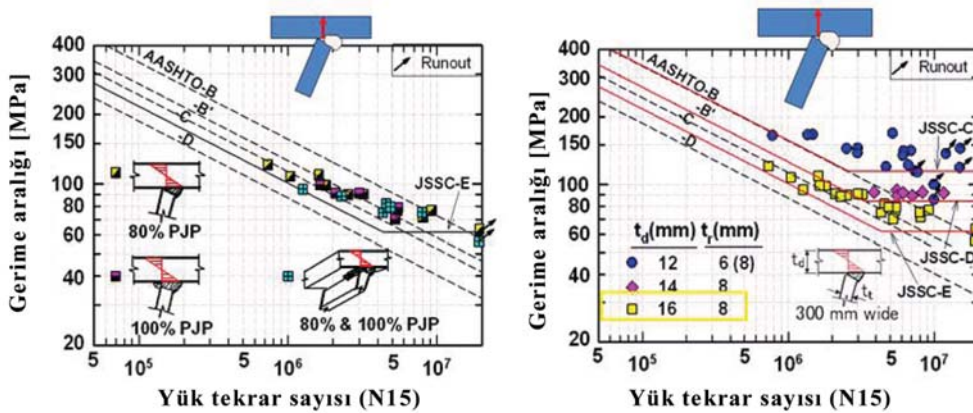 400
300
200
150
100
80
60
40
20
Gerime aralığı [MPa]
AASHTO-B
-B'
-C
-D
Runout
JSSC-E
80% PJP
100% PJP
80% & 100% PJP
5 10⁵ 5 10⁶ 5 10⁷
Yük tekrar sayısı (N15)
400
300
200
150
100
80
60
40
20
Gerime aralığı [MPa]
AASHTO-B
-B'
C
-D
Runout
JSSC-C
JSSC-D
JSSC-E
t_d(mm) t_r(mm)
12 6 (8)
14 8
16 8
t_d
300 mm wide
5 10⁵ 5 10⁶ 5 10⁷
Yük tekrar sayısı (N15)